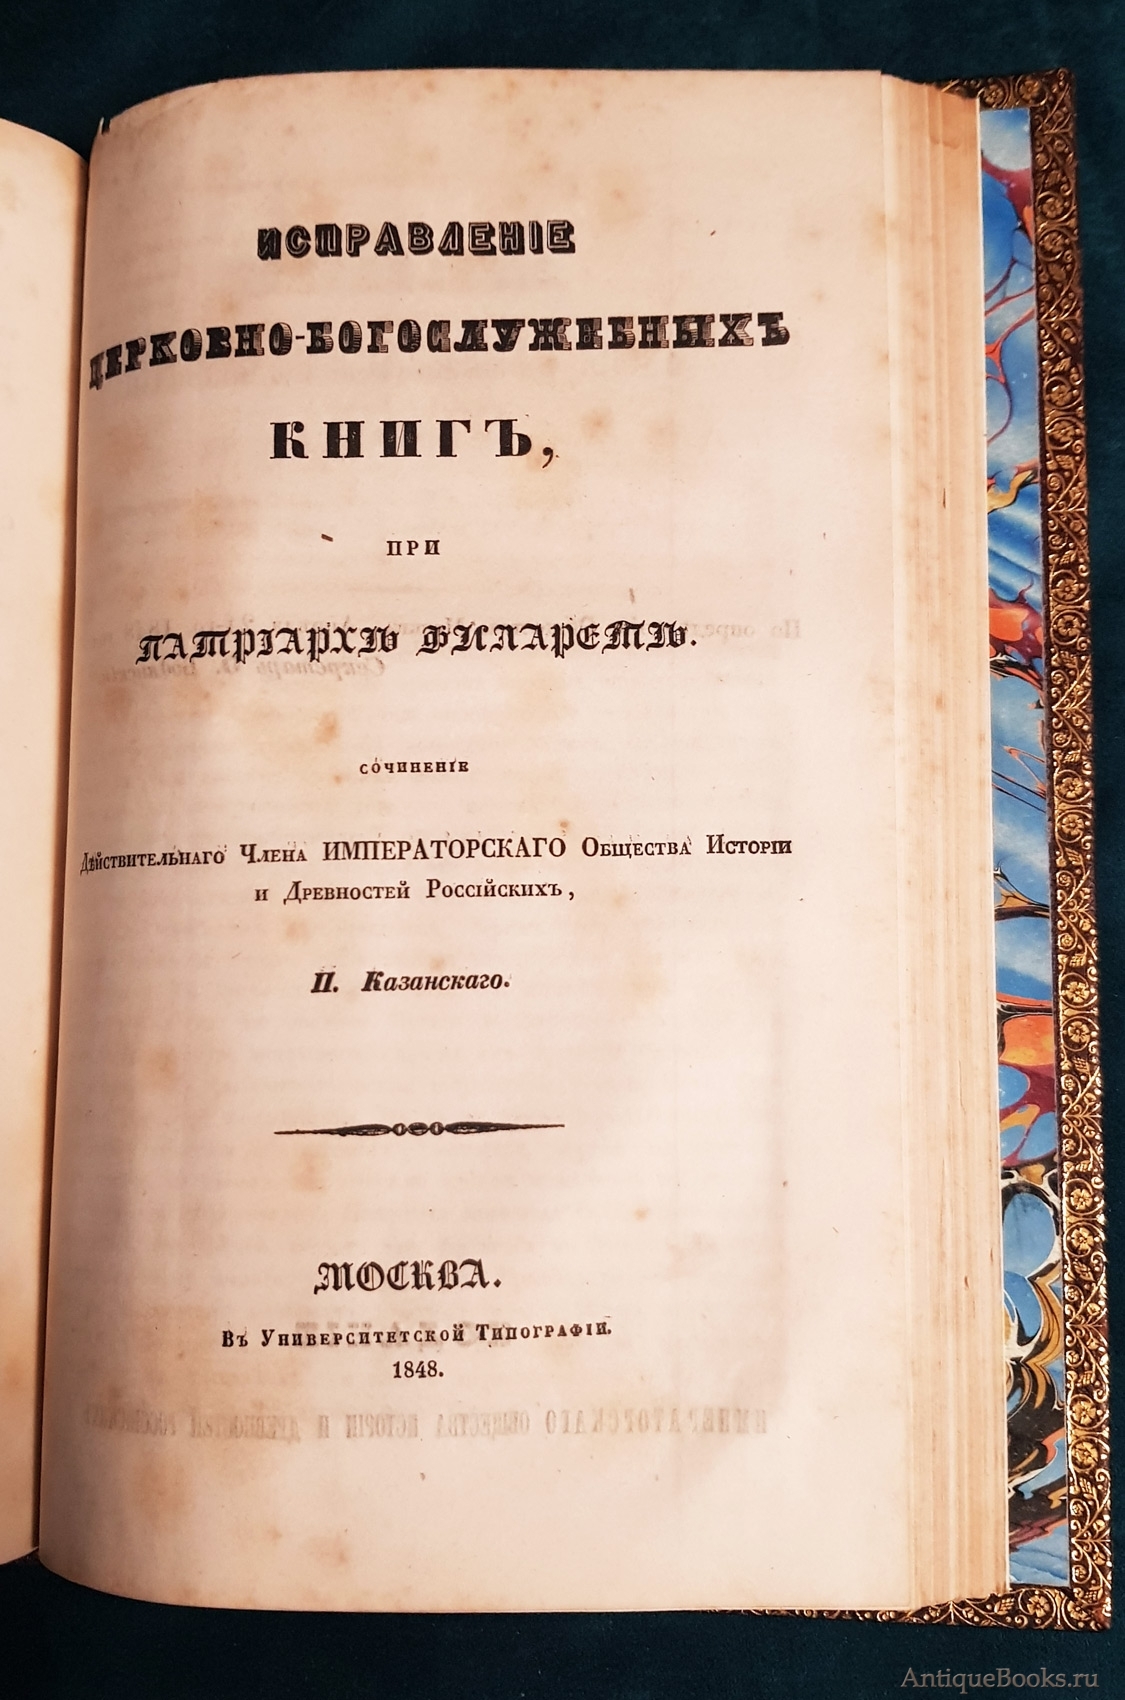 ИСПРАВЛЕНІЕ
ЦЕРКОВНО-БОГОСЛУЖЕБНЫХЪ
КНИГЪ,
ПРИ
ПАТРІАРХѢ ФИЛАРЕТѢ.
СОЧИНЕНІЕ
Дѣйствительнаго Члена ИМПЕРАТОРСКАГО Общества Исторіи
и Древностей Россійскихъ,
П. Казанскаго.
МОСКВА.
Въ Университетской Типографіи.
1848.
AntiqueBooks.ru